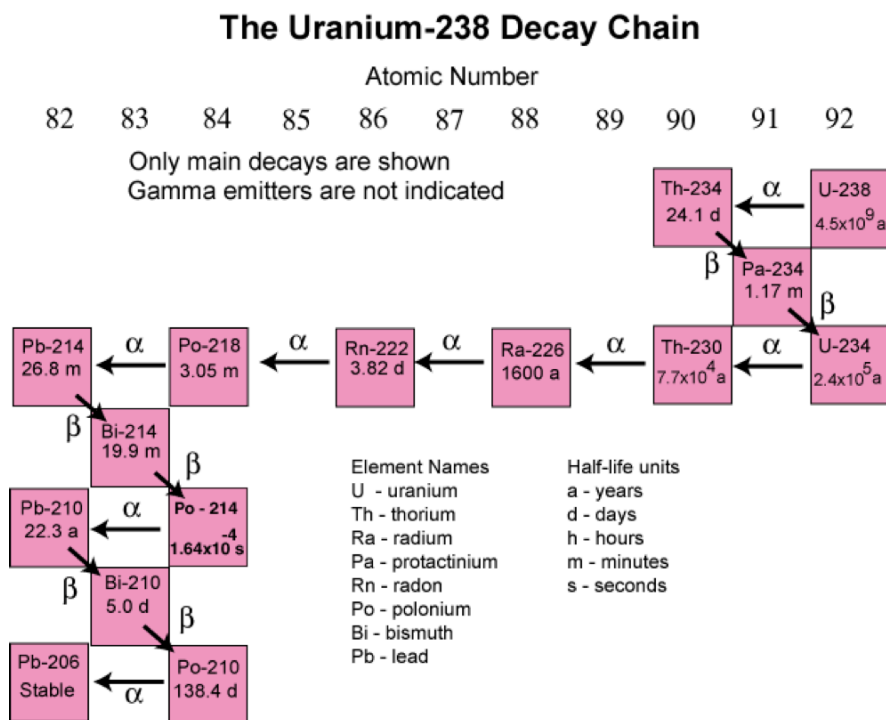 The Uranium-238 Decay Chain
Atomic Number
82 83 84 85 86 87 88 89 90 91 92
Only main decays are shown
Gamma emitters are not indicated
Th-234
24.1 d
α
U-238
4.5x10⁹ a
β
Pa-234
1.17 m
β
Pb-214
26.8 m
α
Po-218
3.05 m
α
Rn-222
3.82 d
α
Ra-226
1600 a
α
Th-230
7.7x10⁴ a
α
U-234
2.4x10⁵ a
β
Bi-214
19.9 m
β
Pb-210
22.3 a
α
Po - 214
1.64x10⁻⁴ s
β
Bi-210
5.0 d
β
Pb-206
Stable
α
Po-210
138.4 d
Element Names
U - uranium
Th - thorium
Ra - radium
Pa - protactinium
Rn - radon
Po - polonium
Bi - bismuth
Pb - lead
Half-life units
a - years
d - days
h - hours
m - minutes
s - seconds